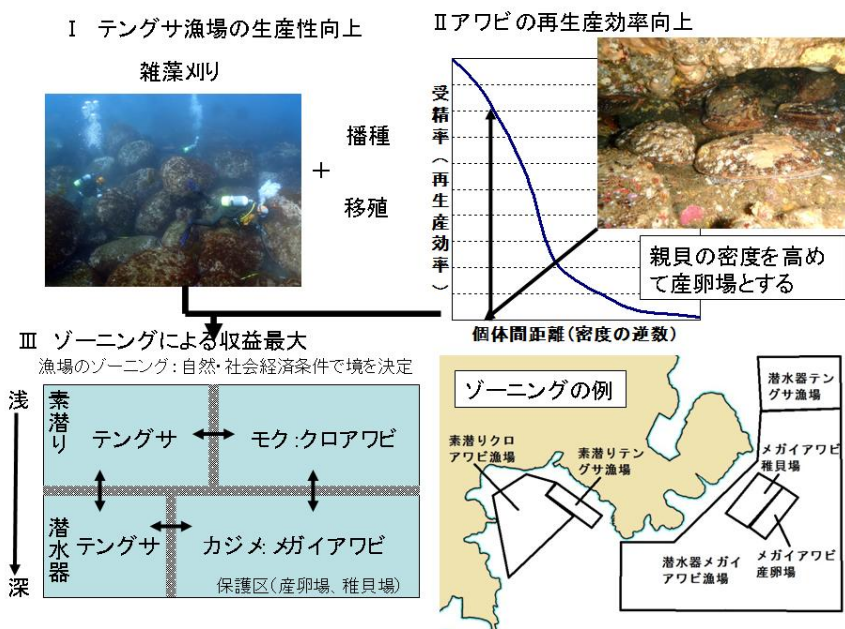 Ⅰ テングサ漁場の生産性向上
雑藻刈り
＋
播種
移殖
Ⅱアワビの再生産効率向上
受精率（再生産効率）
親貝の密度を高め
て産卵場とする
個体間距離(密度の逆数)
Ⅲ ゾーニングによる収益最大
漁場のゾーニング：自然・社会経済条件で境を決定
浅
深
素潜り
テングサ
モク：クロアワビ
潜水器
テングサ
カジメ：メガイアワビ
保護区(産卵場、稚貝場)
ゾーニングの例
潜水器テン
グサ漁場
素潜りクロ
アワビ漁場
素潜りテン
グサ漁場
メガイアワビ
稚貝場
潜水器メガイ
アワビ漁場
メガイアワビ
産卵場